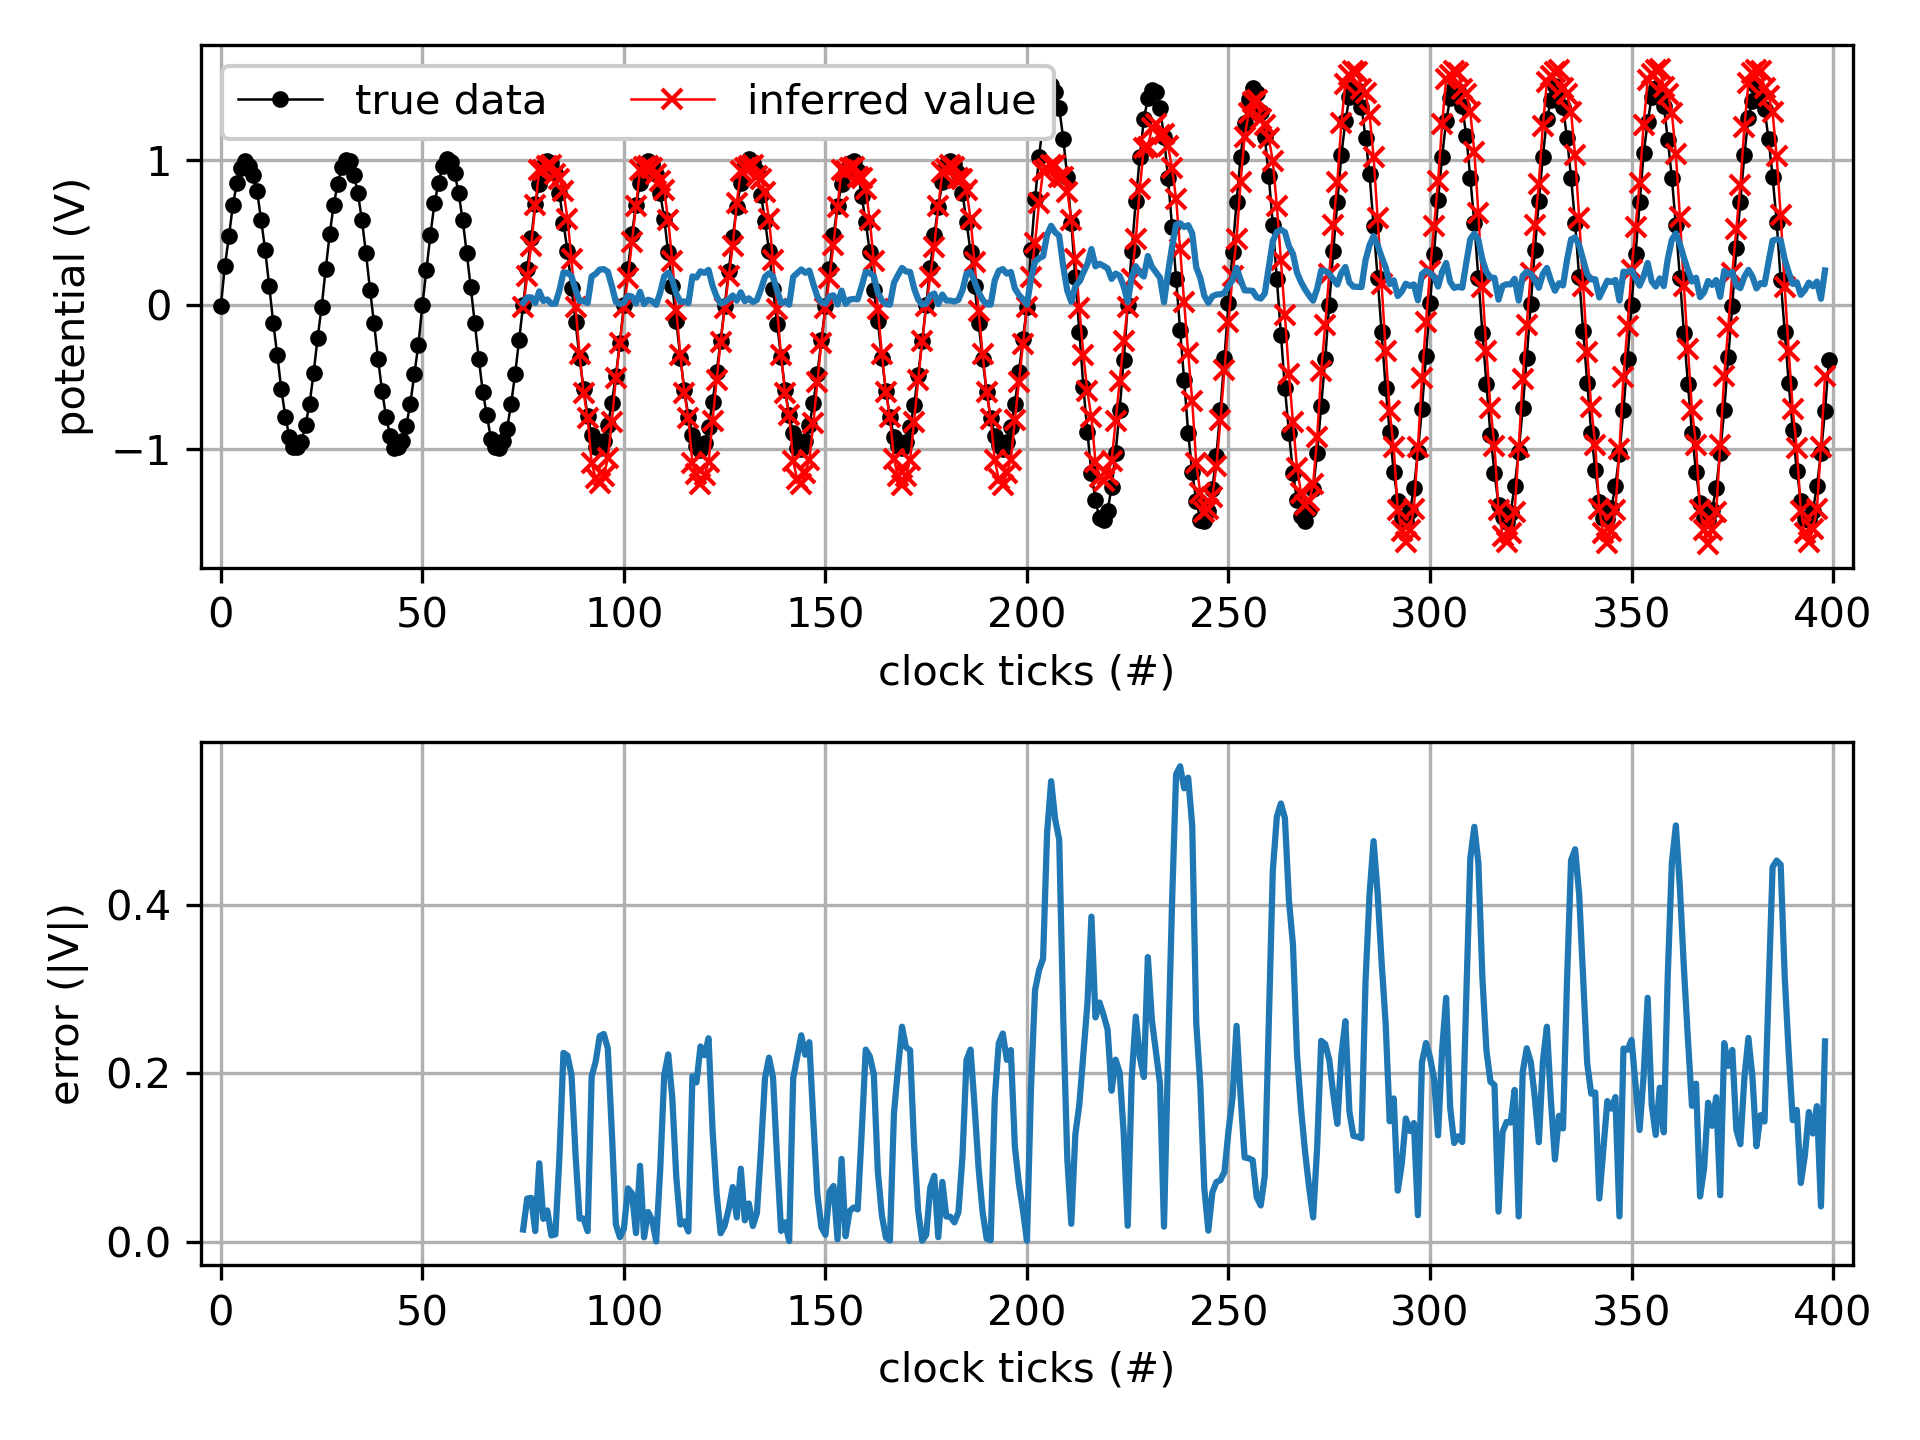 true data inferred value
potential (V)
1
0
−1
0 50 100 150 200 250 300 350 400
clock ticks (#)
error (|V|)
0.4
0.2
0.0
0 50 100 150 200 250 300 350 400
clock ticks (#)